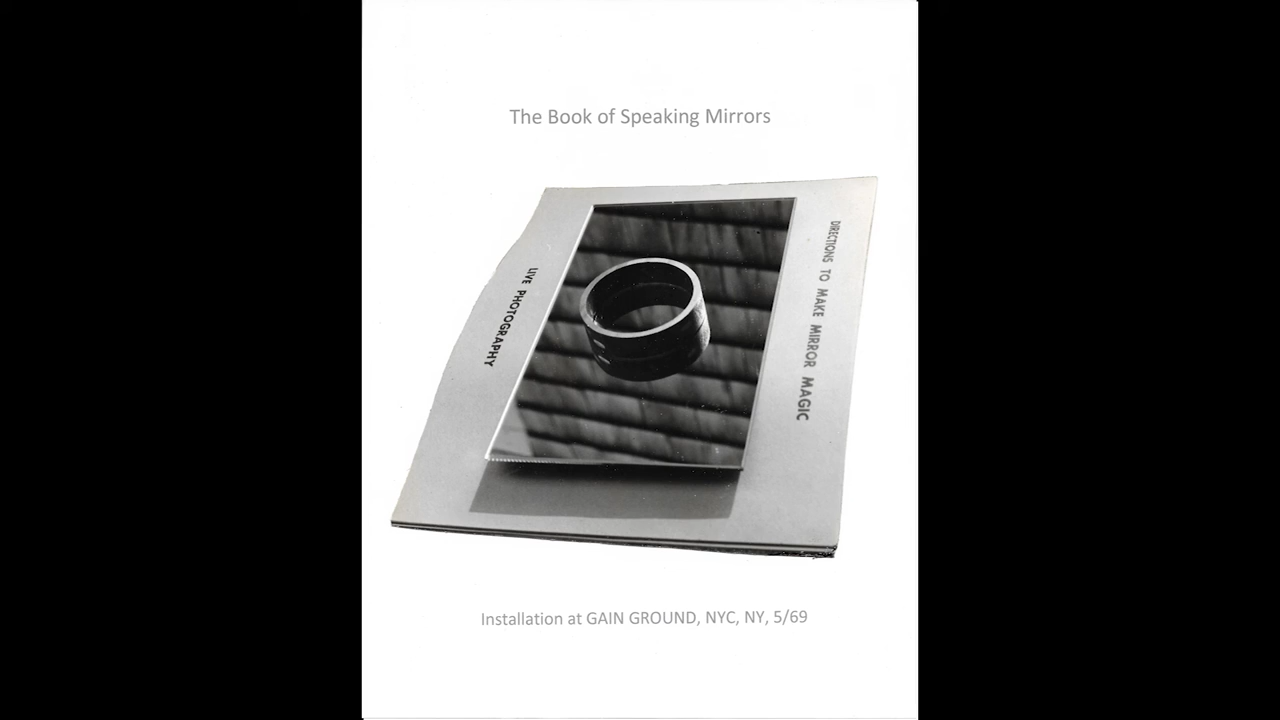 The Book of Speaking Mirrors
LIVE PHOTOGRAPHY
DIRECTIONS TO MAKE MIRROR MAGIC
Installation at GAIN GROUND, NYC, NY, 5/69